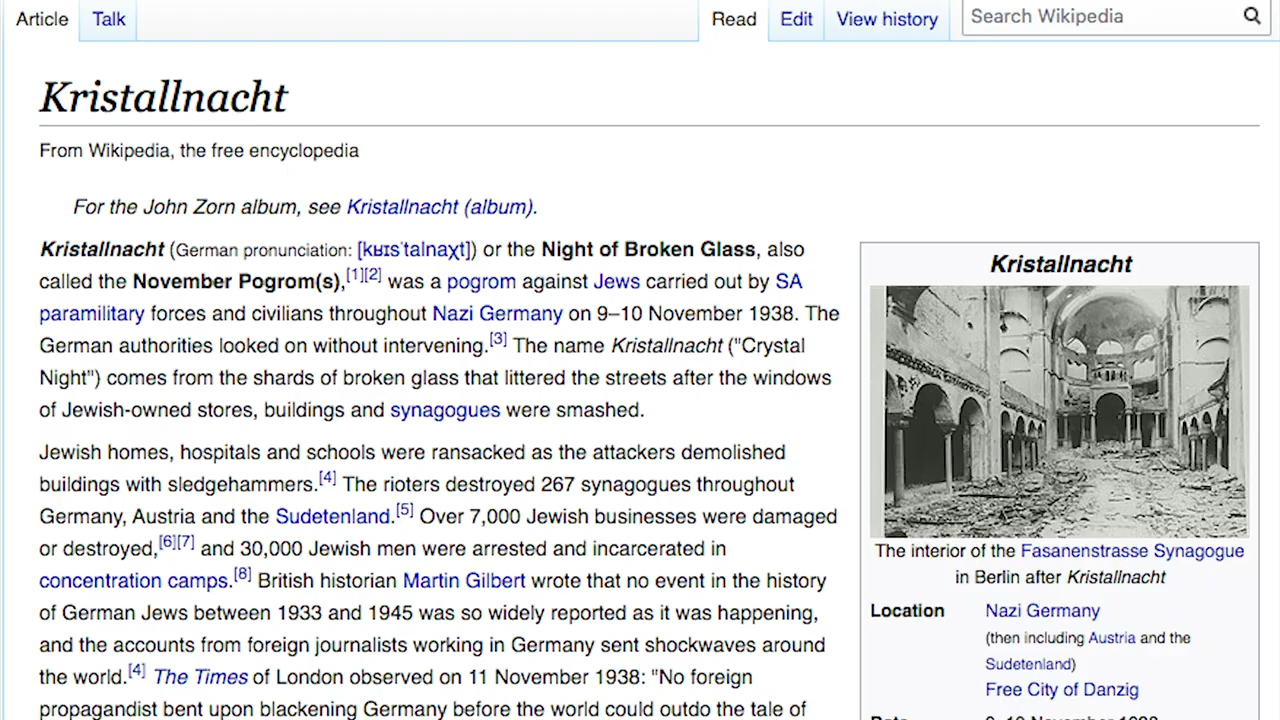 Article Talk Read Edit View history Search Wikipedia
Kristallnacht
From Wikipedia, the free encyclopedia
For the John Zorn album, see Kristallnacht (album).
Kristallnacht (German pronunciation: [kʁɪsˈtalnaχt]) or the Night of Broken Glass, also
called the November Pogrom(s),[1][2] was a pogrom against Jews carried out by SA
paramilitary forces and civilians throughout Nazi Germany on 9–10 November 1938. The
German authorities looked on without intervening.[3] The name Kristallnacht ("Crystal
Night") comes from the shards of broken glass that littered the streets after the windows
of Jewish-owned stores, buildings and synagogues were smashed.
Jewish homes, hospitals and schools were ransacked as the attackers demolished
buildings with sledgehammers.[4] The rioters destroyed 267 synagogues throughout
Germany, Austria and the Sudetenland.[5] Over 7,000 Jewish businesses were damaged
or destroyed,[6][7] and 30,000 Jewish men were arrested and incarcerated in
concentration camps.[8] British historian Martin Gilbert wrote that no event in the history
of German Jews between 1933 and 1945 was so widely reported as it was happening,
and the accounts from foreign journalists working in Germany sent shockwaves around
the world.[4] The Times of London observed on 11 November 1938: "No foreign
propagandist bent upon blackening Germany before the world could outdo the tale of
Kristallnacht
The interior of the Fasanenstrasse Synagogue
in Berlin after Kristallnacht
Location Nazi Germany
(then including Austria and the
Sudetenland)
Free City of Danzig